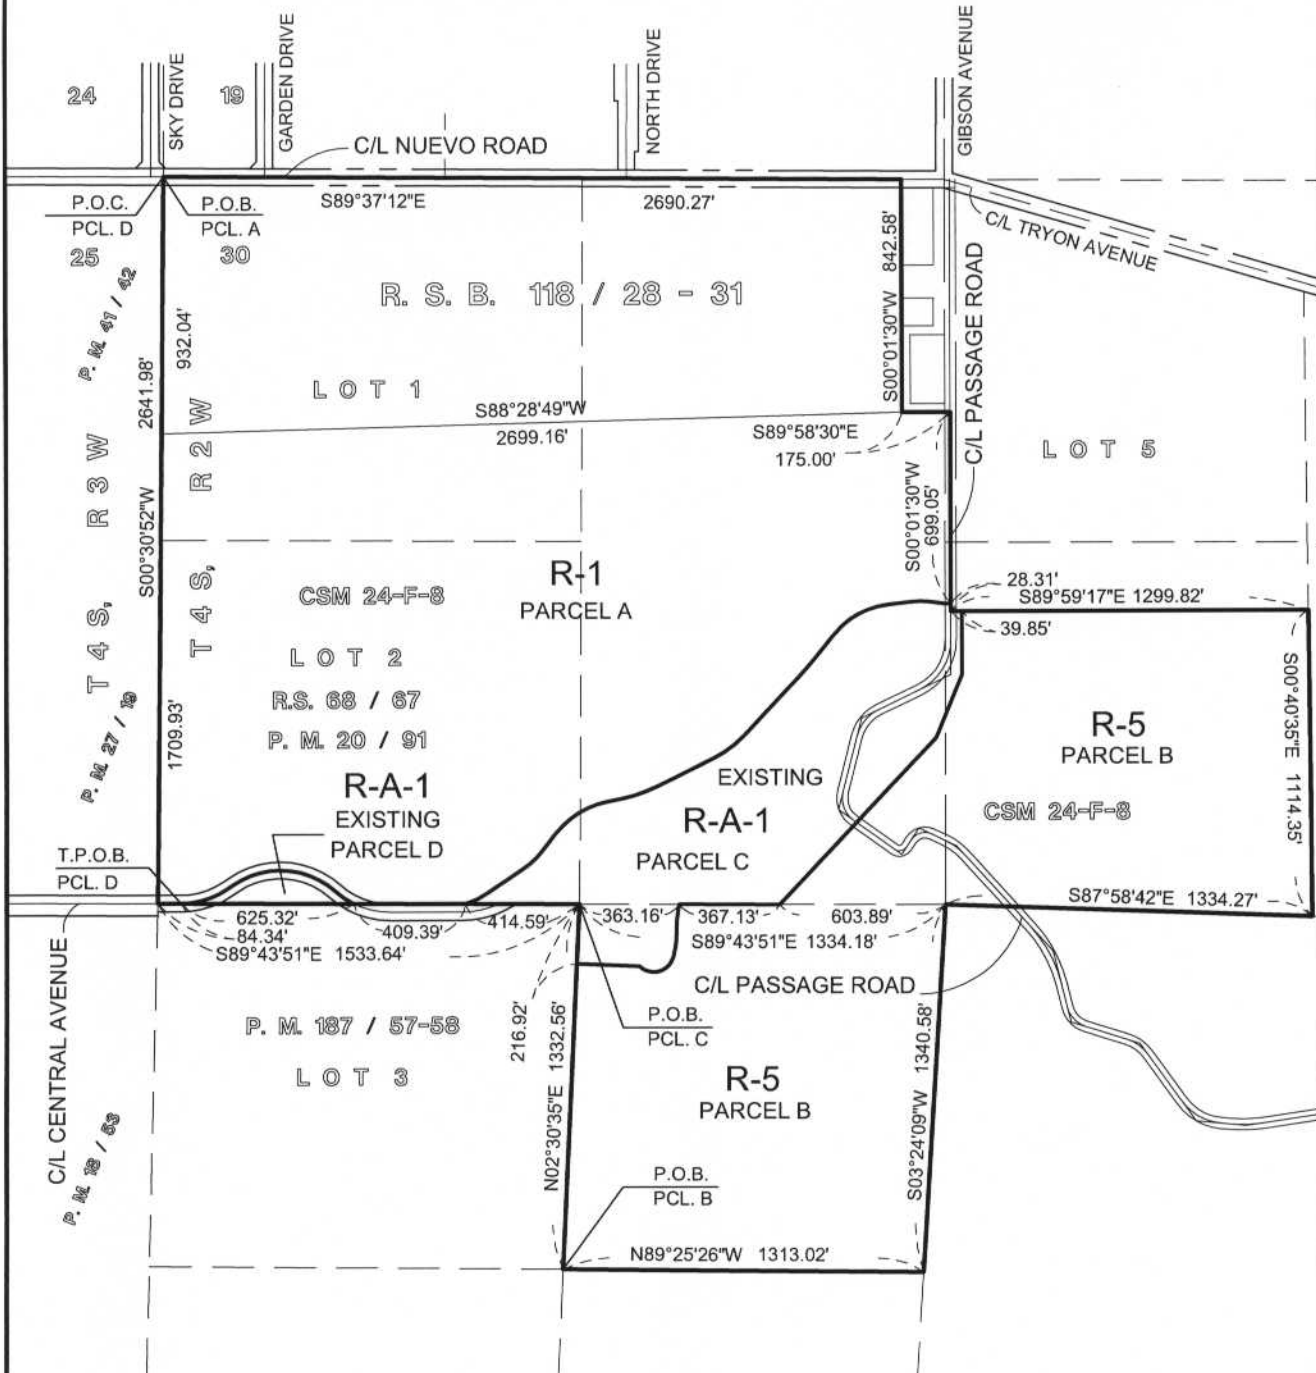 24
SKY DRIVE
19
GARDEN DRIVE
NORTH DRIVE
GIBSON AVENUE
C/L NUEVO ROAD
P.O.C.
PCL. D
P.O.B.
PCL. A
S89°37'12"E
2690.27'
C/L TRYON AVENUE
25
30
P. M. 41 / 42
R. S. B. 118 / 28 - 31
S00°01'30"W 842.58'
C/L PASSAGE ROAD
932.04'
2641.98'
S00°30'52"W
LOT 1
S88°28'49"W
2699.16'
S89°58'30"E
175.00'
LOT 5
T 4 S, R 3 W
T 4 S, R 2 W
S00°01'30"W
699.05'
R-1
PARCEL A
CSM 24-F-8
28.31'
S89°59'17"E 1299.82'
39.85'
LOT 2
R.S. 68 / 67
P. M. 20 / 91
P. M. 27 / 19
1709.93'
S00°40'35"E 1114.35'
R-5
PARCEL B
CSM 24-F-8
R-A-1
EXISTING
PARCEL D
EXISTING
R-A-1
PARCEL C
T.P.O.B.
PCL. D
S87°58'42"E 1334.27'
625.32'
84.34'
409.39'
414.59'
363.16'
367.13'
603.89'
S89°43'51"E 1533.64'
S89°43'51"E 1334.18'
C/L PASSAGE ROAD
C/L CENTRAL AVENUE
P. M. 187 / 57-58
LOT 3
216.92'
N02°30'35"E 1332.56'
P.O.B.
PCL. C
R-5
PARCEL B
S03°24'09"W 1340.58'
P. M. 18 / 53
P.O.B.
PCL. B
N89°25'26"W 1313.02'